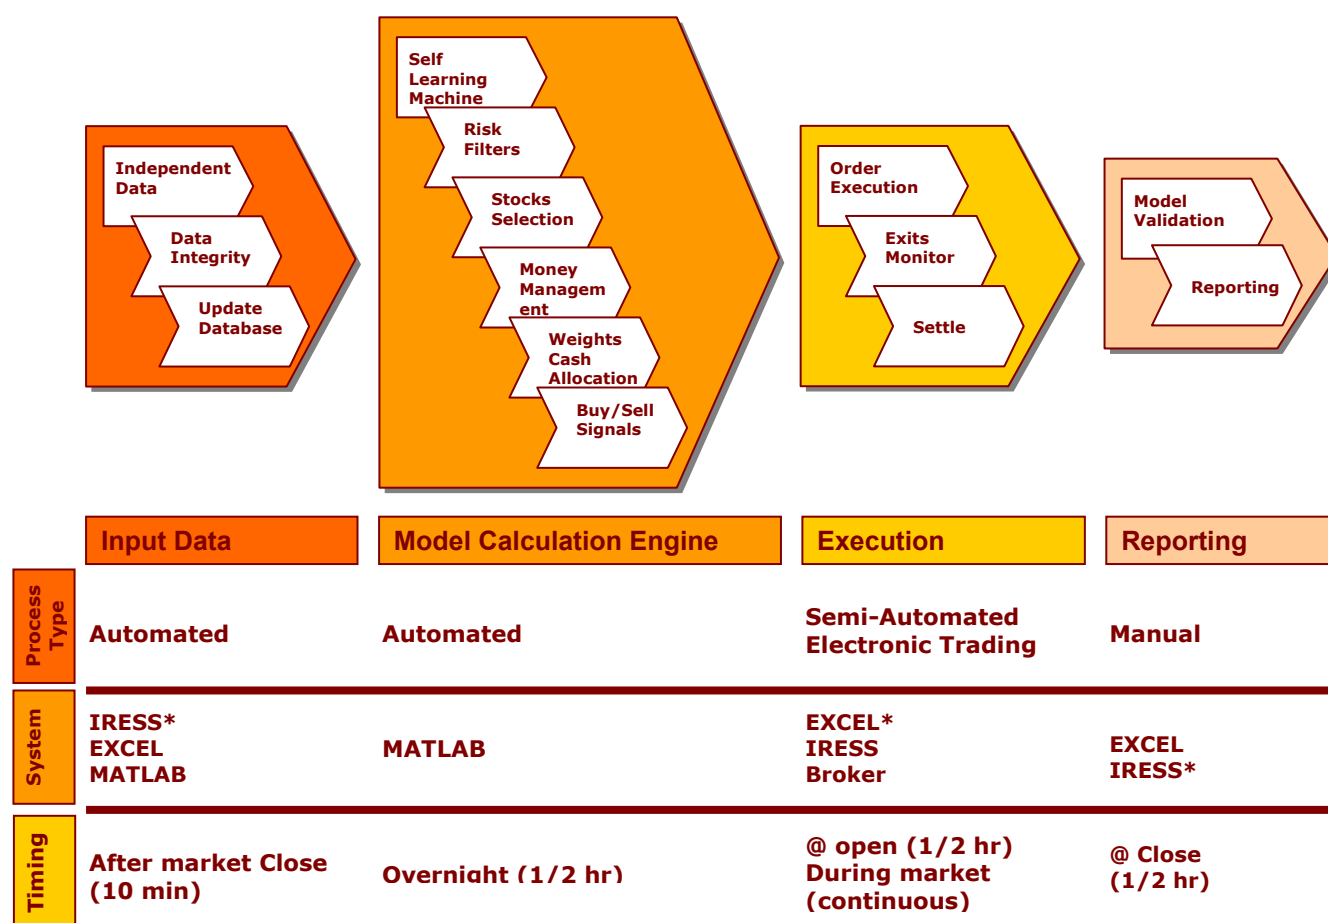 Self
Learning
Machine
Risk
Filters
Stocks
Selection
Money
Managem
ent
Weights
Cash
Allocation
Buy/Sell
Signals
Independent
Data
Data
Integrity
Update
Database
Order
Execution
Exits
Monitor
Settle
Model
Validation
Reporting
Input Data
Model Calculation Engine
Execution
Reporting
Process
Type
Automated
Automated
Semi-Automated
Electronic Trading
Manual
System
IRESS*
EXCEL
MATLAB
MATLAB
EXCEL*
IRESS
Broker
EXCEL
IRESS*
Timing
After market Close
(10 min)
Overnight (1/2 hr)
@ open (1/2 hr)
During market
(continuous)
@ Close
(1/2 hr)